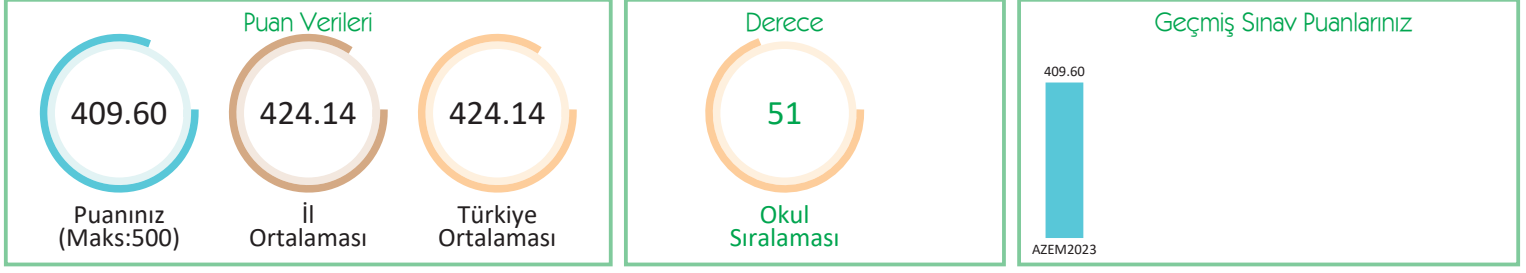 Puan Verileri
409.60
424.14
424.14
Puanınız
(Maks:500)
İl
Ortalaması
Türkiye
Ortalaması
Derece
51
Okul
Sıralaması
Geçmiş Sınav Puanlarınız
409.60
AZEM2023